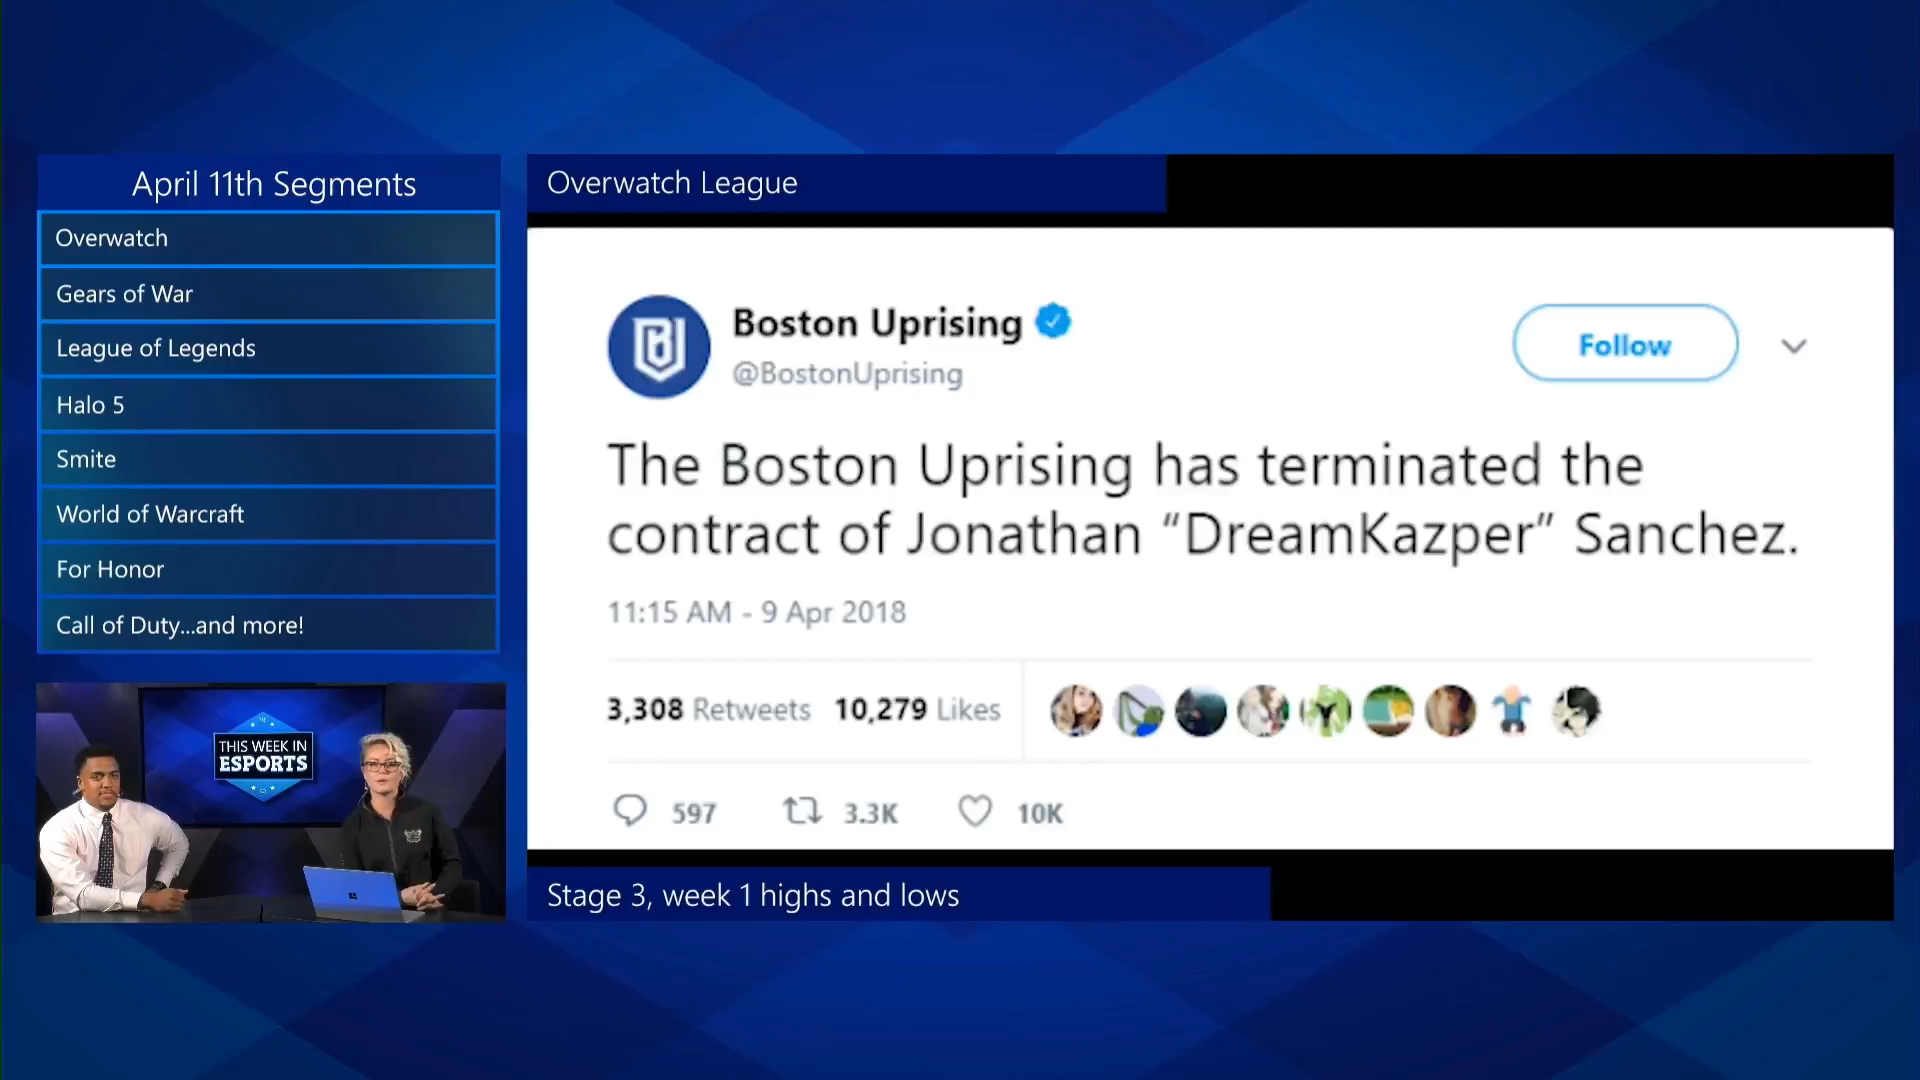 April 11th Segments
Overwatch
Gears of War
League of Legends
Halo 5
Smite
World of Warcraft
For Honor
Call of Duty...and more!
THIS WEEK IN
ESPORTS
Overwatch League
Boston Uprising
@BostonUprising
Follow
The Boston Uprising has terminated the
contract of Jonathan “DreamKazper” Sanchez.
11:15 AM - 9 Apr 2018
3,308 Retweets 10,279 Likes
597 3.3K 10K
Stage 3, week 1 highs and lows